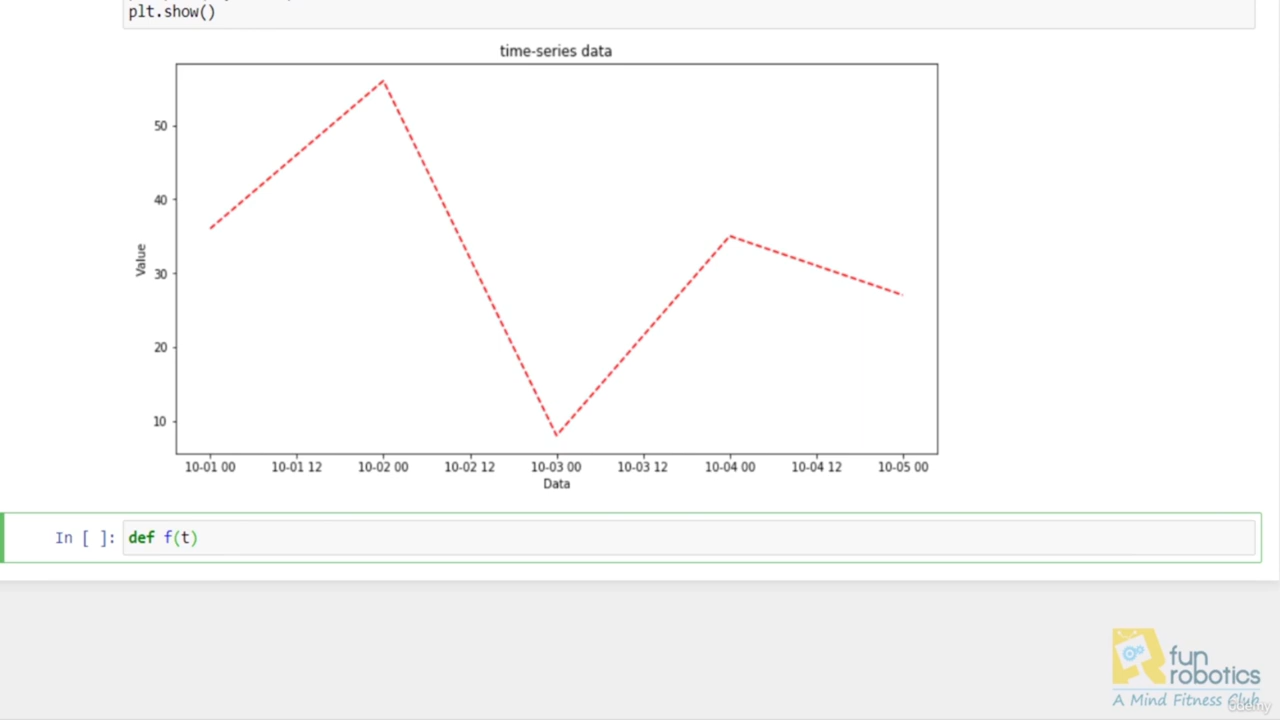 plt.show()
time-series data
50
40
30
20
10
Value
10-01 00 10-01 12 10-02 00 10-02 12 10-03 00 10-03 12 10-04 00 10-04 12 10-05 00
Data
In [ ]: def f(t)
fun
robotics
A Mind Fitness Club
ûdemy